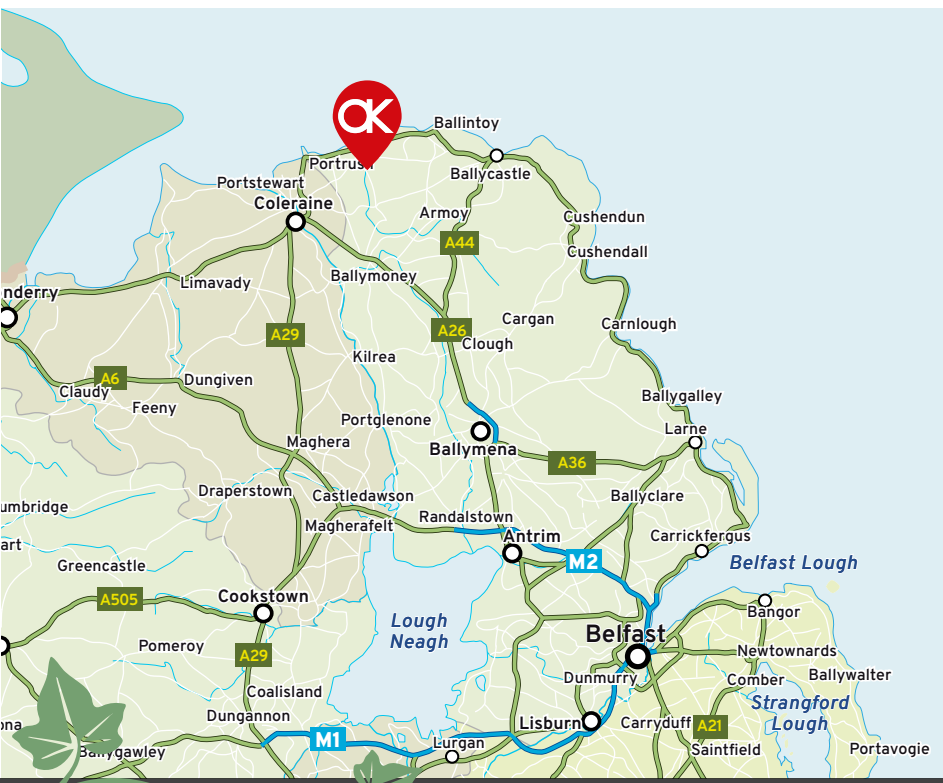 OK
Ballintoy
Portrush
Ballycastle
Portstewart
Coleraine
Armoy
Cushendun
A44
Cushendall
Limavady
Ballymoney
nderry
Cargan
Carnlough
A29
A26
Clough
Kilrea
A6
Dungiven
Claudy
Feeny
Ballygalley
Portglenone
Larne
Maghera
Ballymena
A36
Draperstown
Castledawson
Ballyclare
umbridge
Randalstown
Magherafelt
Antrim
Carrickfergus
art
M2
Belfast Lough
Greencastle
Cookstown
A505
Bangor
Lough
Neagh
Belfast
Pomeroy
A29
Newtownards
Dunmurry
Comber
Ballywalter
Coalisland
Strangford
Lough
Dungannon
Lisburn
Carryduff
A21
ona
M1
Lurgan
Ballygawley
Saintfield
Portavogie